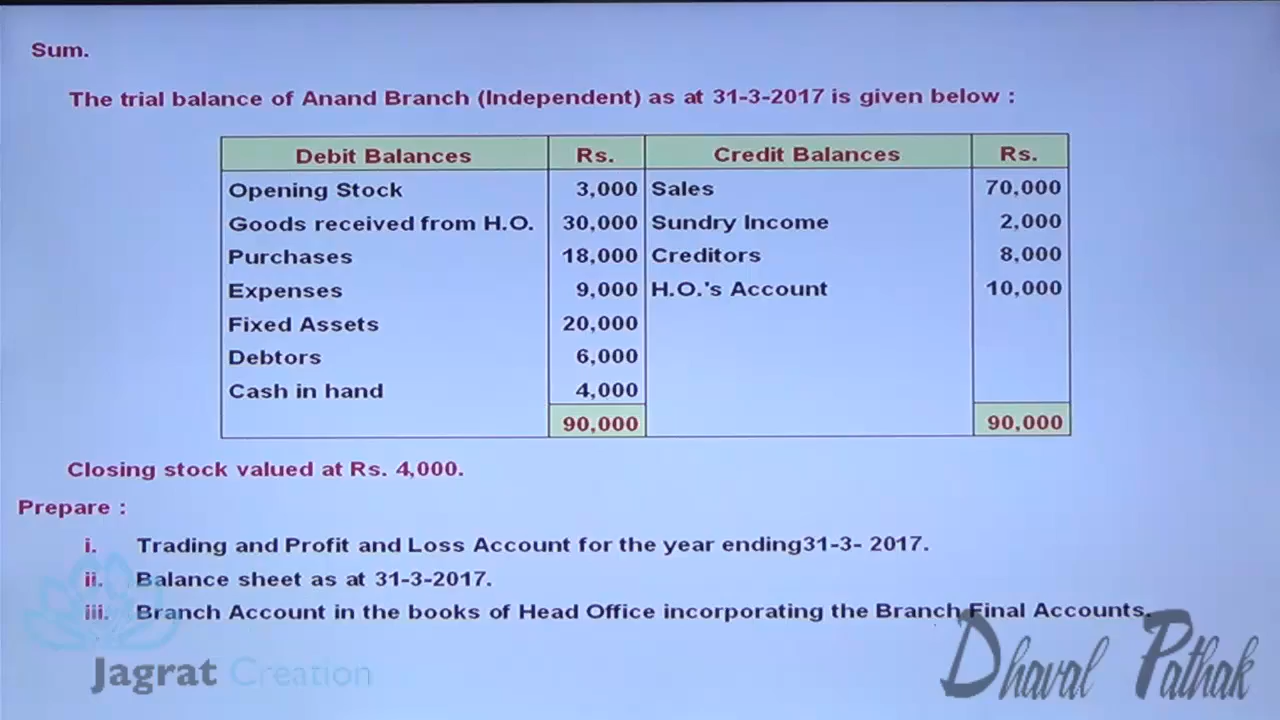 Sum.
The trial balance of Anand Branch (Independent) as at 31-3-2017 is given below :
Debit Balances Rs. Credit Balances Rs.
Opening Stock 3,000 Sales 70,000
Goods received from H.O. 30,000 Sundry Income 2,000
Purchases 18,000 Creditors 8,000
Expenses 9,000 H.O.'s Account 10,000
Fixed Assets 20,000
Debtors 6,000
Cash in hand 4,000
90,000 90,000
Closing stock valued at Rs. 4,000.
Prepare :
i. Trading and Profit and Loss Account for the year ending31-3- 2017.
ii. Balance sheet as at 31-3-2017.
iii. Branch Account in the books of Head Office incorporating the Branch Final Accounts.
Jagrat Creation
Dhaval Pathak